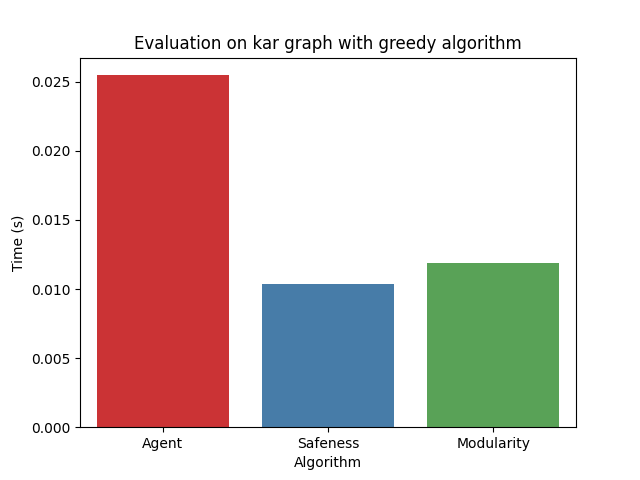 Evaluation on kar graph with greedy algorithm
Time (s)
0.025
0.020
0.015
0.010
0.005
0.000
Agent
Safeness
Modularity
Algorithm